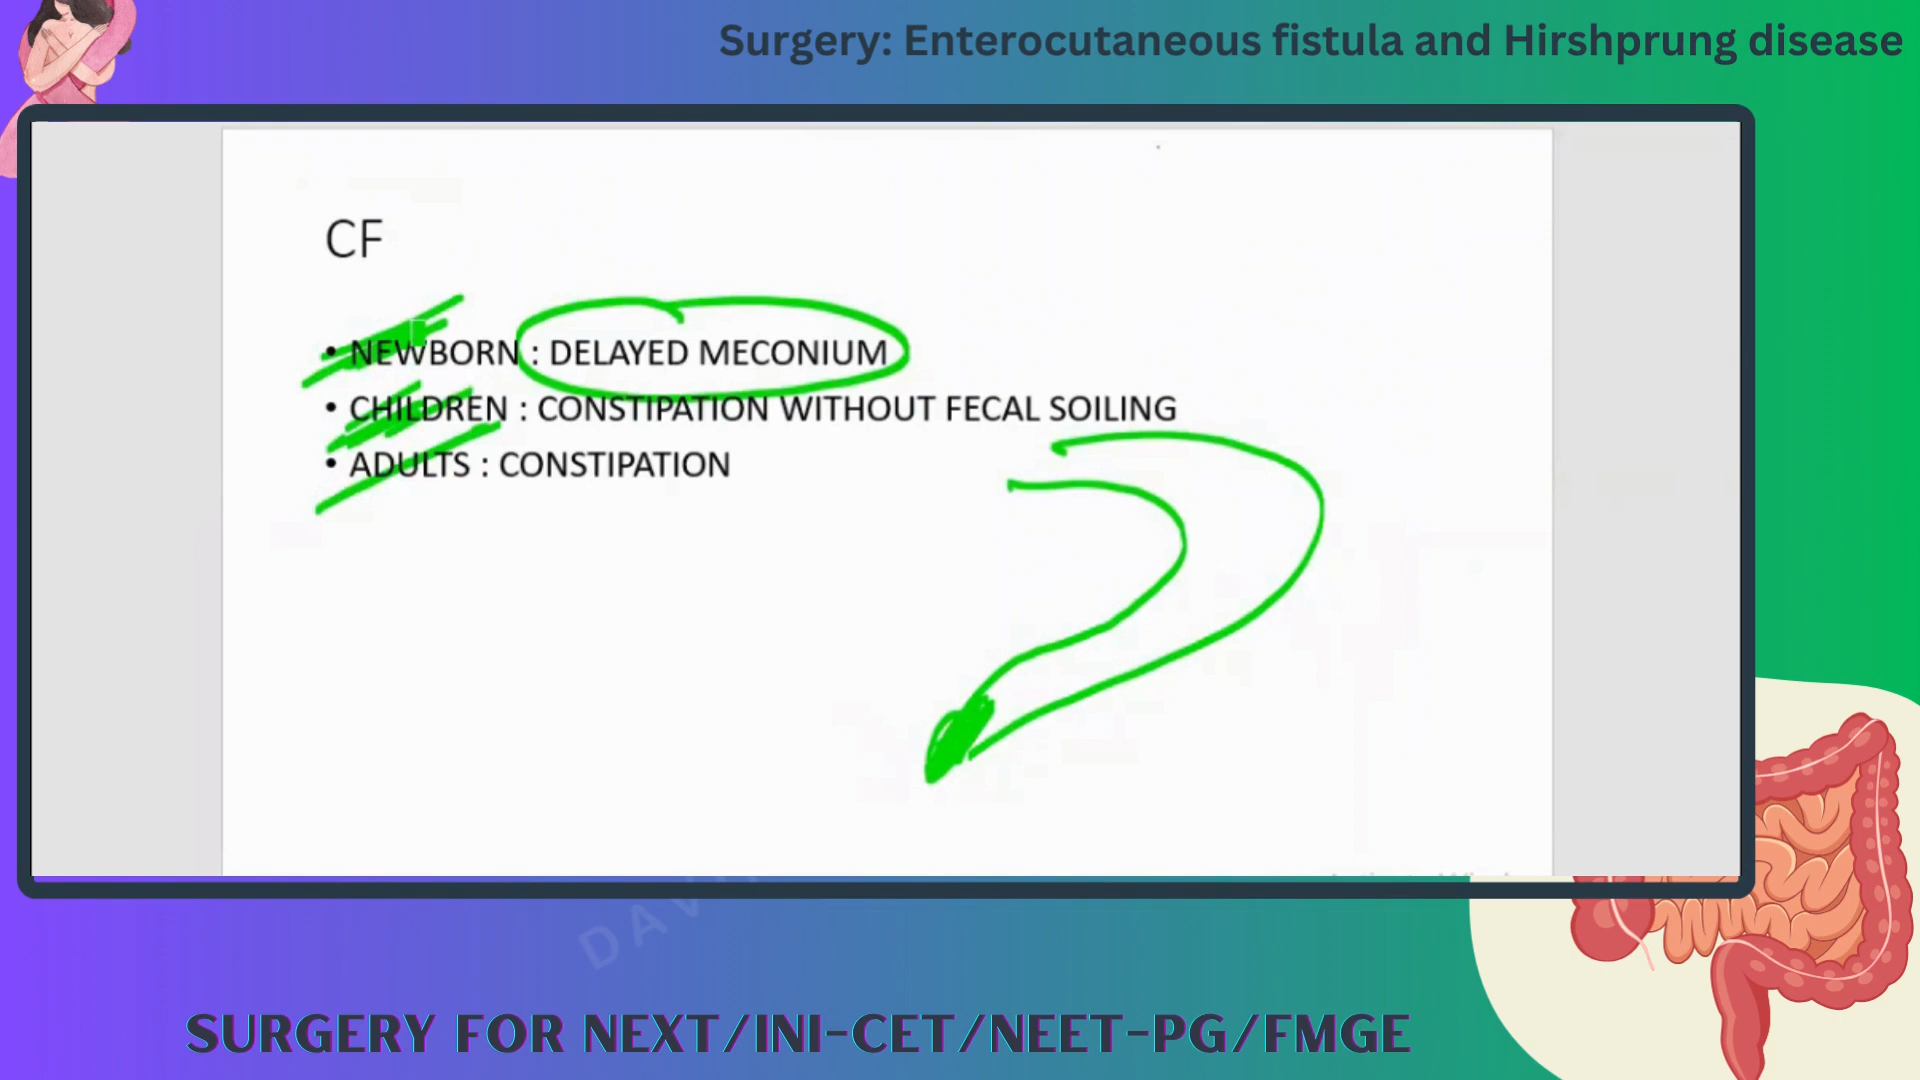 Surgery: Enterocutaneous fistula and Hirshprung disease
CF
• NEWBORN : DELAYED MECONIUM
• CHILDREN : CONSTIPATION WITHOUT FECAL SOILING
• ADULTS : CONSTIPATION
SURGERY FOR NEXT/INI-CET/NEET-PG/FMGE